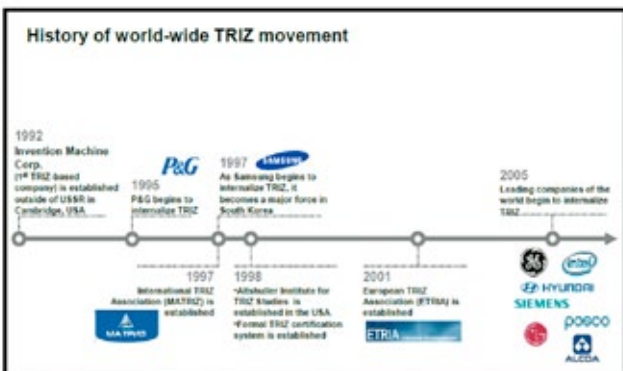 History of world-wide TRIZ movement
1992
Invention Machine
Corp.
(1st TRIZ-based
company) is established
outside of USSR in
Cambridge, USA
P&G
1995
P&G begins to
internalize TRIZ
1997
SAMSUNG
As Samsung begins to
internalize TRIZ, it
becomes a major force in
South Korea
2005
Leading companies of the
world begin to internalize
TRIZ
1997
International TRIZ
Association (MATRIZ) is
established
MATRIZ
1998
Altshuller Institute for
TRIZ Studies is
established in the USA
Formal TRIZ certification
system is established
2001
European TRIZ
Association (ETRIA) is
established
ETRIA
intel
HYUNDAI
SIEMENS
LG
posco
ALCOA